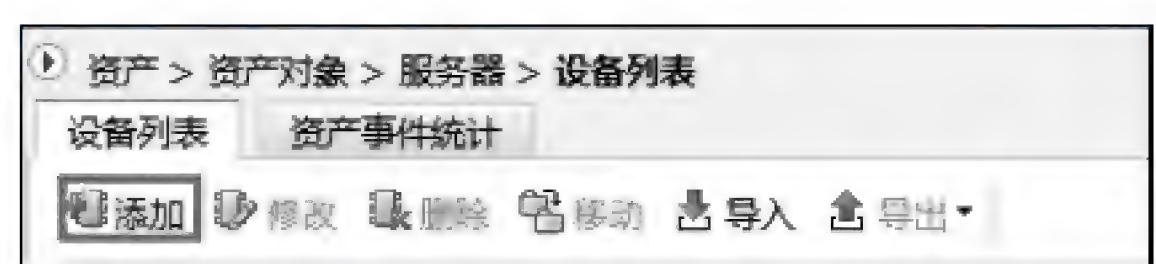 资产 > 资产对象 > 服务器 > 设备列表
设备列表 资产事件统计
添加 修改 删除 移动 导入 导出